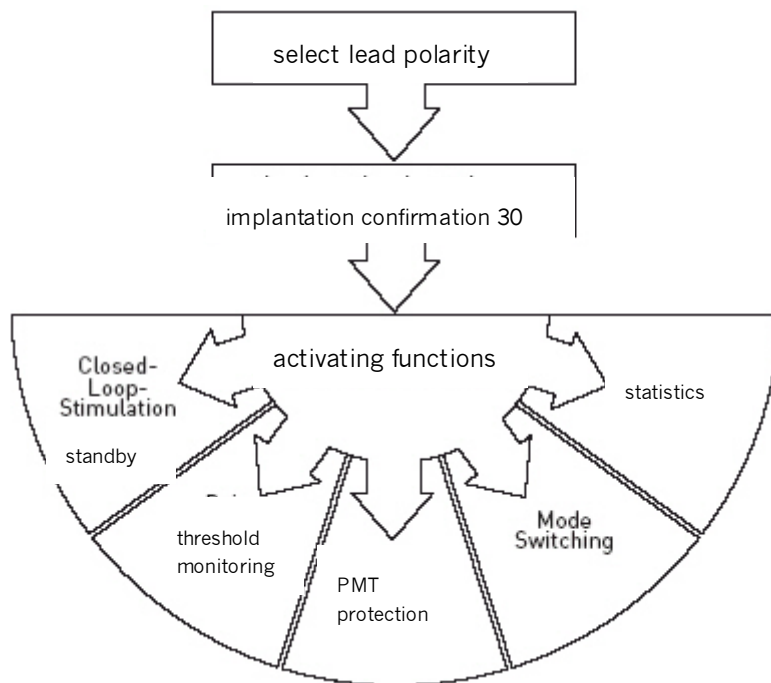 select lead polarity
implantation confirmation 30
activating functions
Closed-
Loop-
Stimulation
standby
threshold
monitoring
PMT
protection
Mode
Switching
statistics